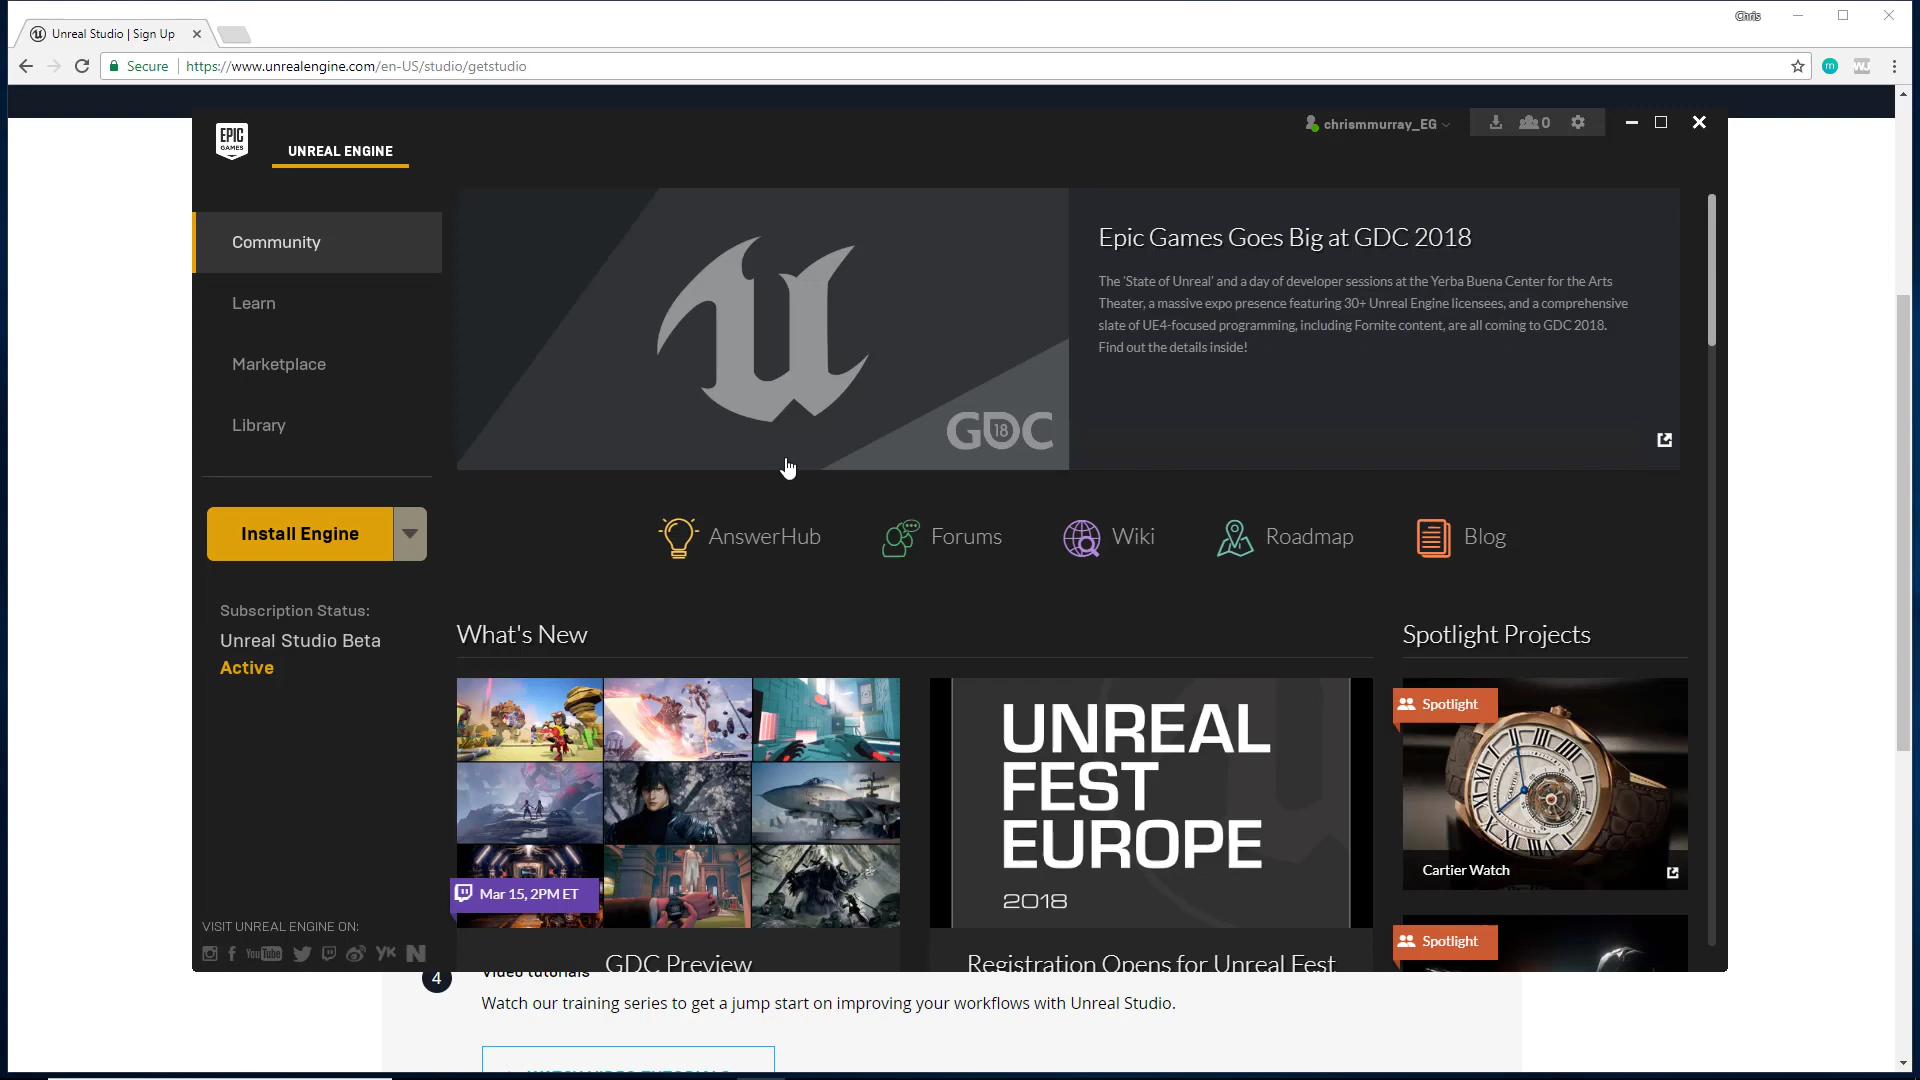 Chris
Unreal Studio | Sign Up
Secure
https://www.unrealengine.com/en-US/studio/getstudio
EPIC
GAMES
UNREAL ENGINE
chrismmurray_EG
0
Community
Learn
Marketplace
Library
Install Engine
Subscription Status:
Unreal Studio Beta
Active
VISIT UNREAL ENGINE ON:
You Tube
GDC
18
Epic Games Goes Big at GDC 2018
The 'State of Unreal' and a day of developer sessions at the Yerba Buena Center for the Arts
Theater, a massive expo presence featuring 30+ Unreal Engine licensees, and a comprehensive
slate of UE4-focused programming, including Fornite content, are all coming to GDC 2018.
Find out the details inside!
AnswerHub
Forums
Wiki
Roadmap
Blog
What's New
Mar 15, 2PM ET
GDC Preview
UNREAL
FEST
EUROPE
2018
Registration Opens for Unreal Fest
Spotlight Projects
Spotlight
Cartier Watch
Spotlight
4
Video tutorials
Watch our training series to get a jump start on improving your workflows with Unreal Studio.
WATCH VIDEO TUTORIALS